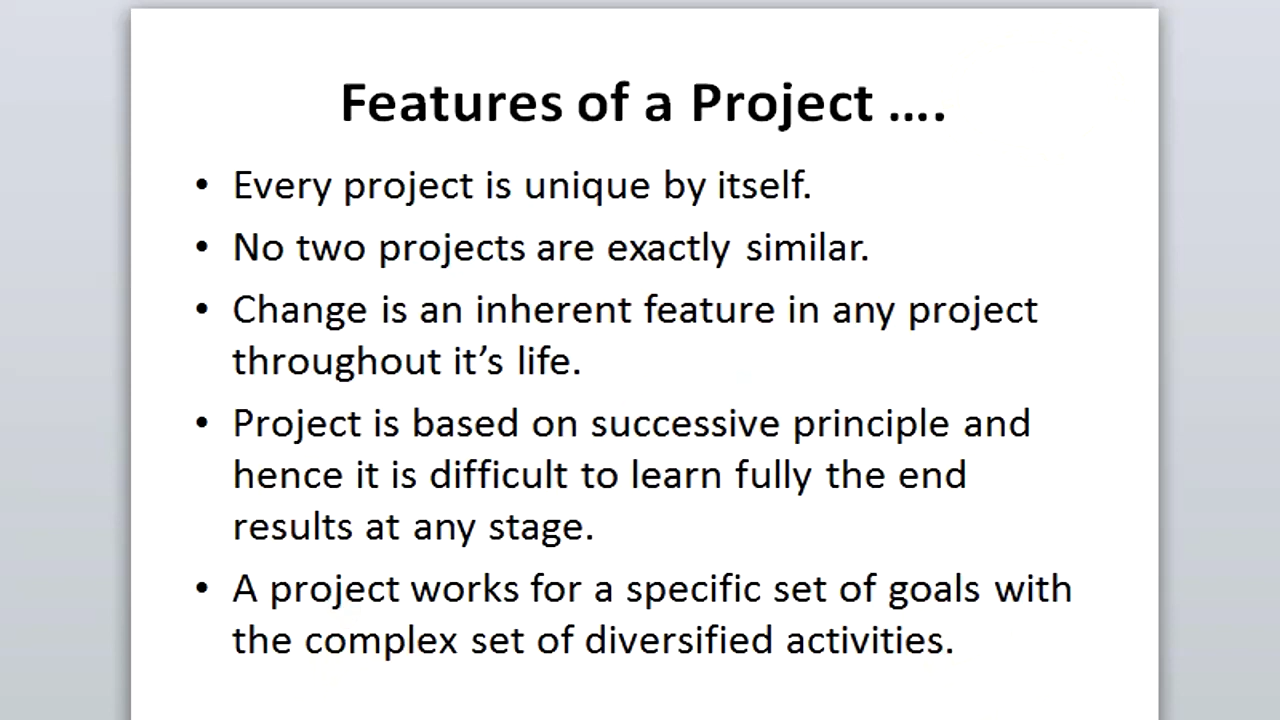 Features of a Project ....
• Every project is unique by itself.
• No two projects are exactly similar.
• Change is an inherent feature in any project
throughout it’s life.
• Project is based on successive principle and
hence it is difficult to learn fully the end
results at any stage.
• A project works for a specific set of goals with
the complex set of diversified activities.